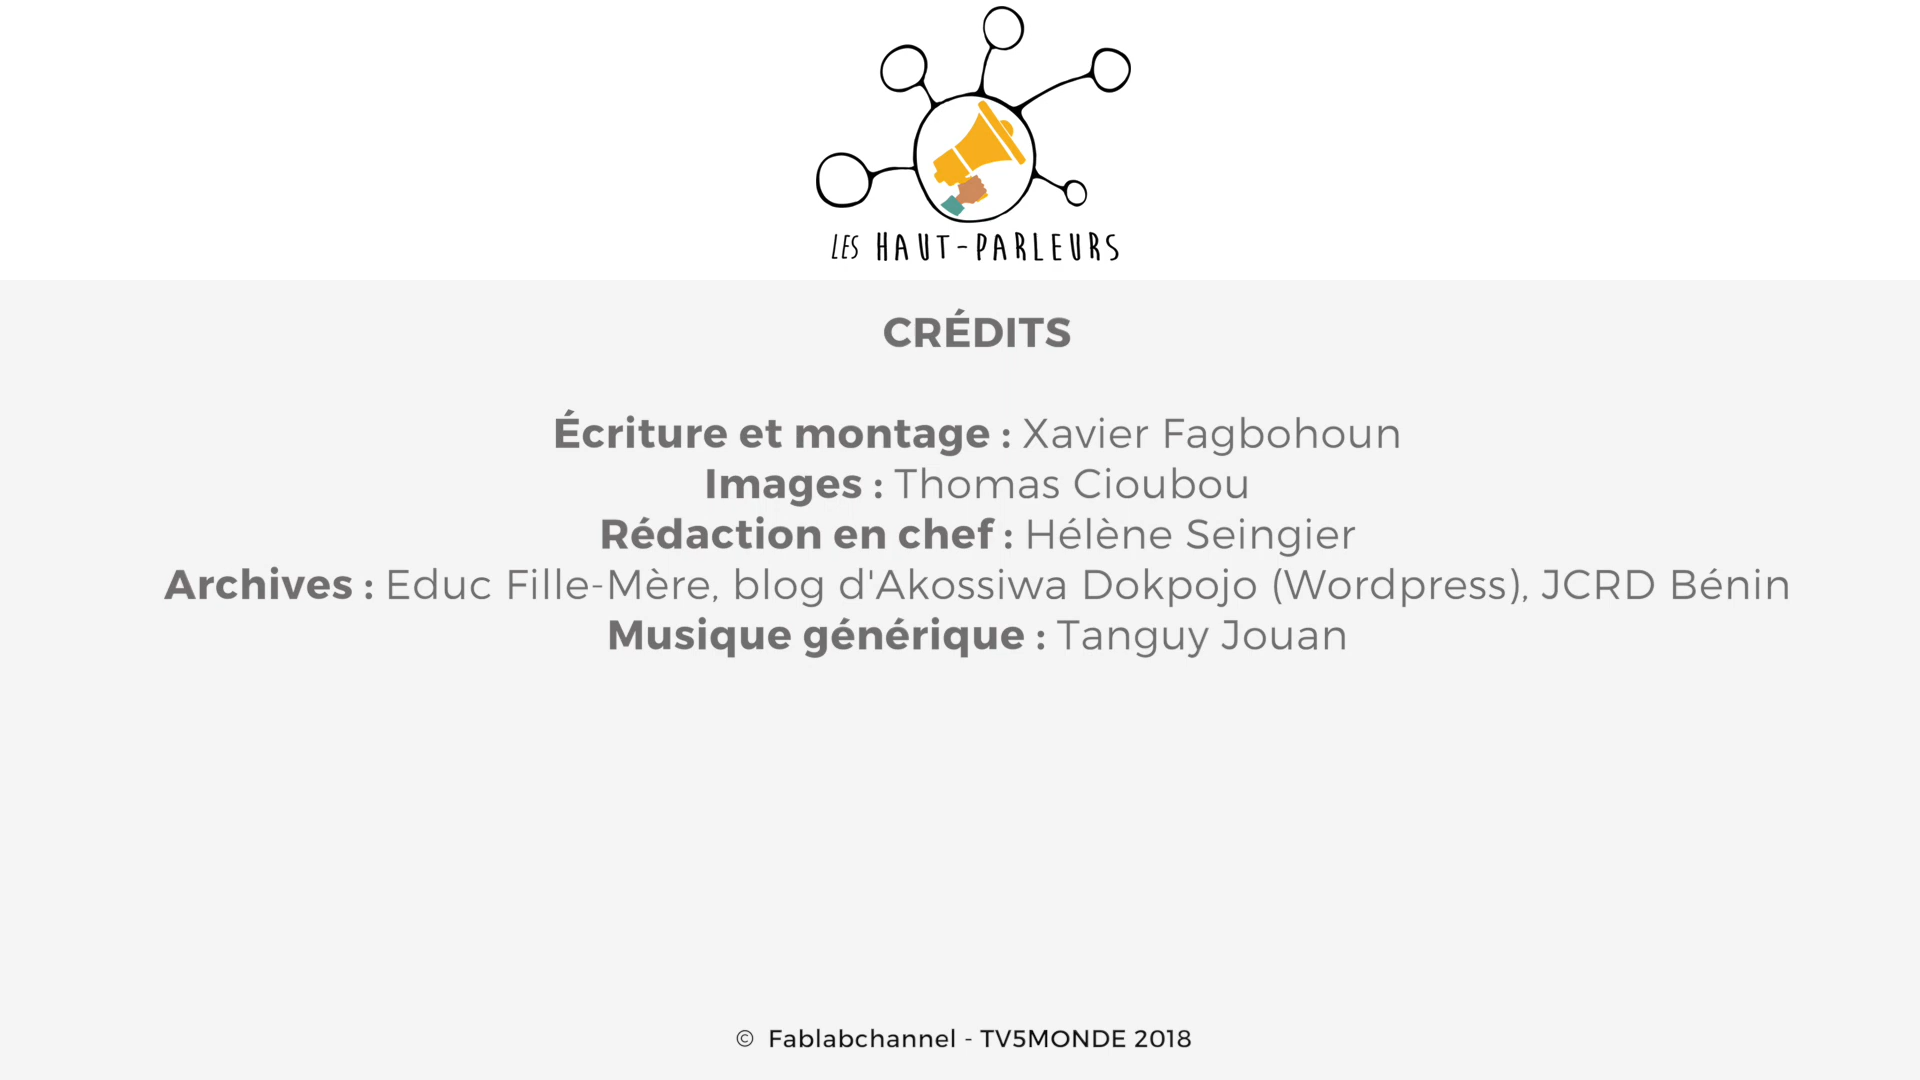 LES HAUT-PARLEURS
CRÉDITS
Écriture et montage : Xavier Fagbohoun
Images : Thomas Cioubou
Rédaction en chef : Hélène Seingier
Archives : Educ Fille-Mère, blog d'Akossiwa Dokpojo (Wordpress), JCRD Bénin
Musique générique : Tanguy Jouan
© Fablabchannel - TV5MONDE 2018